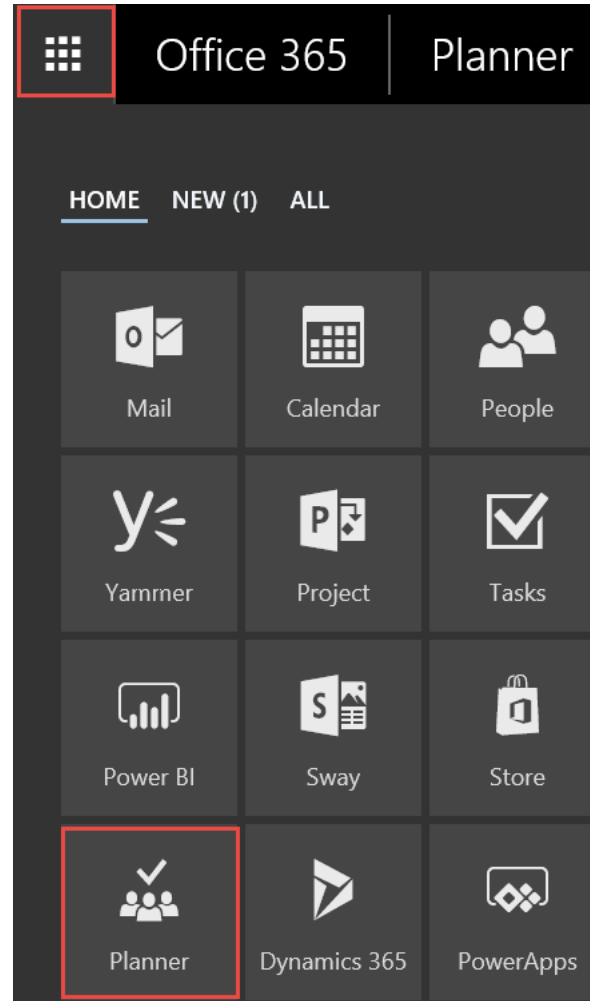 Office 365 Planner
HOME NEW (1) ALL
Mail Calendar People
Yammer Project Tasks
Power BI Sway Store
Planner Dynamics 365 PowerApps